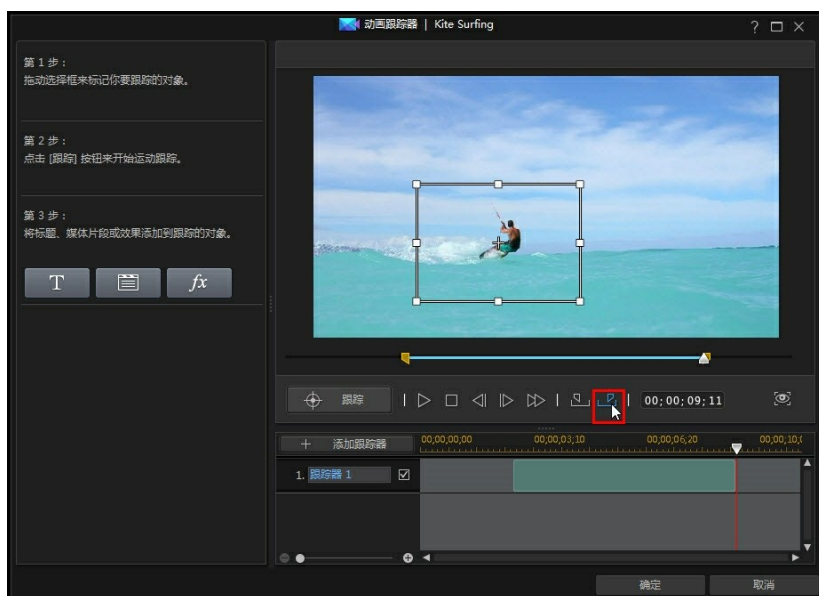 动画跟踪器 | Kite Surfing
第 1 步：
拖动选择框来标记你要跟踪的对象。
第 2 步：
点击 [跟踪] 按钮来开始运动跟踪。
第 3 步：
将标题、媒体片段或效果添加到跟踪的对象。
T
fx
跟踪
00;00;09;11
添加跟踪器
00;00;00;00
00;00;03;10
00;00;06;20
00;00;10;(
1. 跟踪器 1
确定
取消